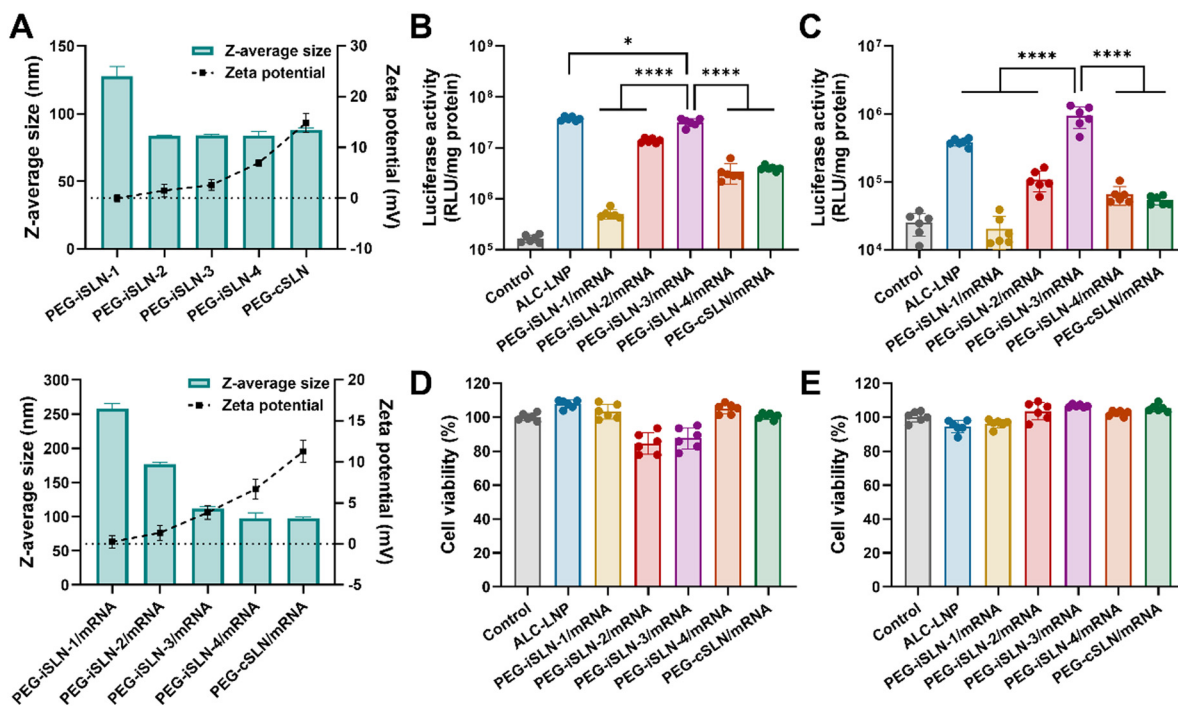 A
Z-average size (nm)
150
100
50
0
Z-average size
Zeta potential
30
20
10
0
-10
Zeta potential (mV)
PEG-iSLN-1
PEG-iSLN-2
PEG-iSLN-3
PEG-iSLN-4
PEG-cSLN
B
Luciferase activity
(RLU/mg protein)
10⁹
10⁸
10⁷
10⁶
10⁵
*
**** ****
Control
ALC-LNP
PEG-iSLN-1/mRNA
PEG-iSLN-2/mRNA
PEG-iSLN-3/mRNA
PEG-iSLN-4/mRNA
PEG-cSLN/mRNA
C
Luciferase activity
(RLU/mg protein)
10⁷
10⁶
10⁵
10⁴
**** ****
Control
ALC-LNP
PEG-iSLN-1/mRNA
PEG-iSLN-2/mRNA
PEG-iSLN-3/mRNA
PEG-iSLN-4/mRNA
PEG-cSLN/mRNA
Z-average size (nm)
300
250
200
150
100
50
0
Z-average size
Zeta potential
20
15
10
5
0
-5
Zeta potential (mV)
PEG-iSLN-1/mRNA
PEG-iSLN-2/mRNA
PEG-iSLN-3/mRNA
PEG-iSLN-4/mRNA
PEG-cSLN/mRNA
D
Cell viability (%)
120
100
80
60
40
20
0
Control
ALC-LNP
PEG-iSLN-1/mRNA
PEG-iSLN-2/mRNA
PEG-iSLN-3/mRNA
PEG-iSLN-4/mRNA
PEG-cSLN/mRNA
E
Cell viability (%)
120
100
80
60
40
20
0
Control
ALC-LNP
PEG-iSLN-1/mRNA
PEG-iSLN-2/mRNA
PEG-iSLN-3/mRNA
PEG-iSLN-4/mRNA
PEG-cSLN/mRNA